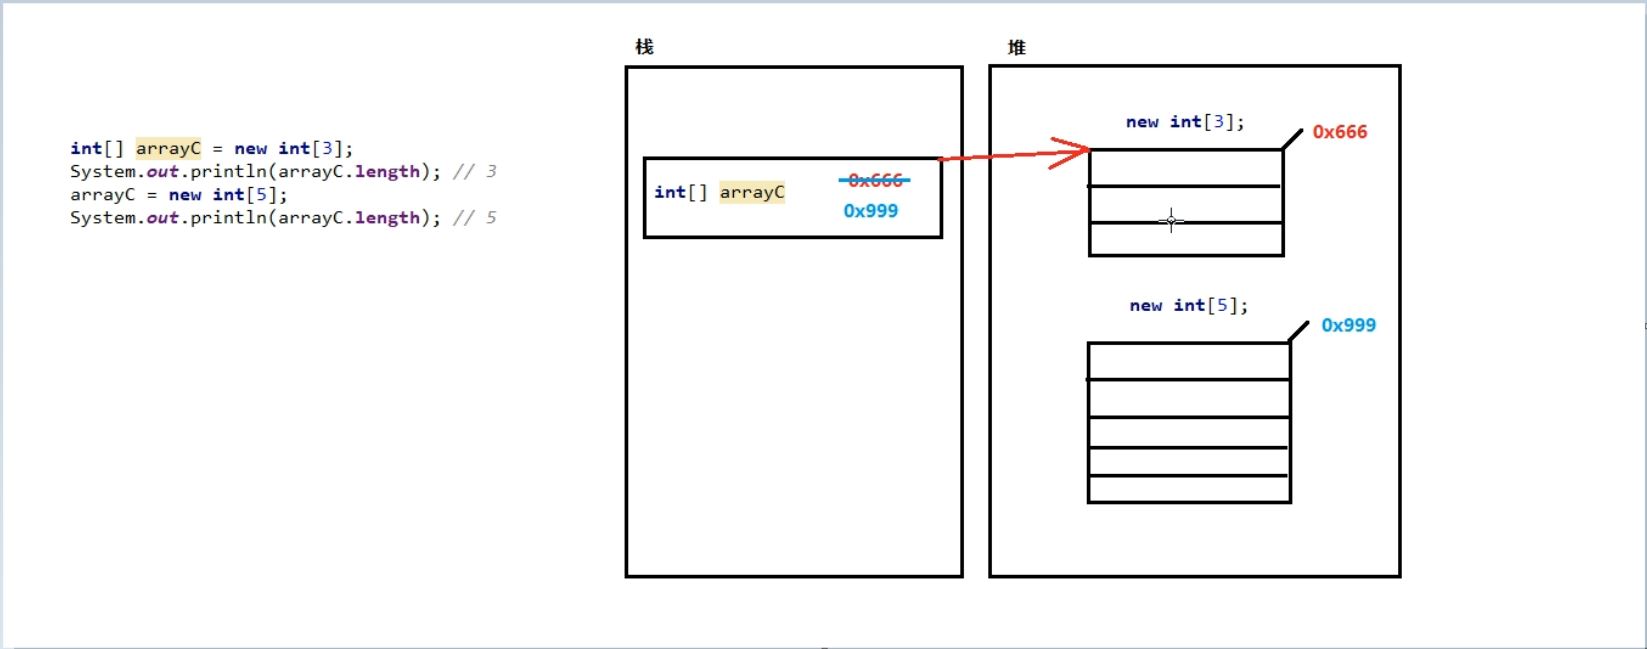 int[] arrayC = new int[3];
System.out.println(arrayC.length); // 3
arrayC = new int[5];
System.out.println(arrayC.length); // 5
栈
int[] arrayC
0x666
0x999
堆
new int[3];
0x666
new int[5];
0x999